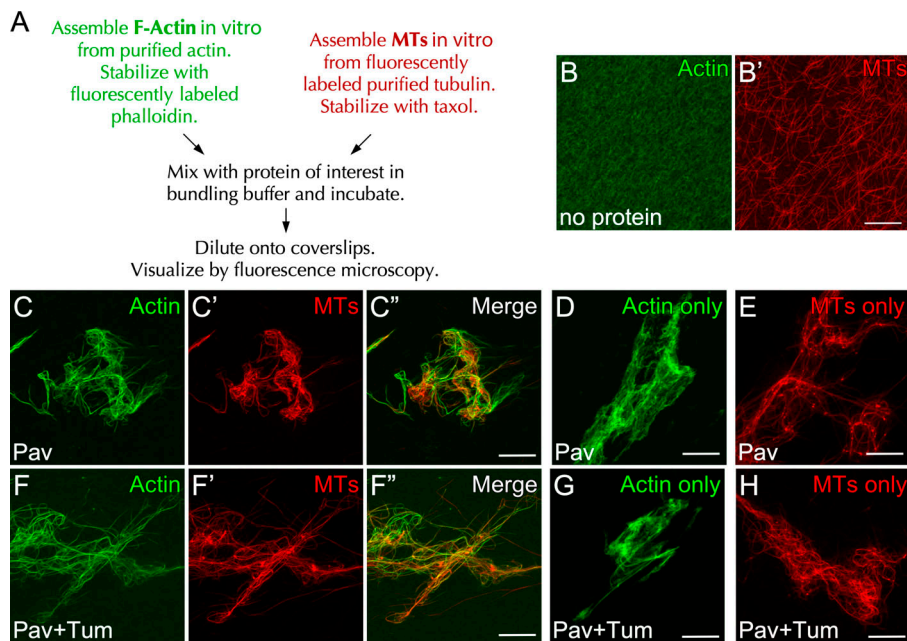 A
Assemble F-Actin in vitro
from purified actin.
Stabilize with
fluorescently labeled
phalloidin.
Assemble MTs in vitro
from fluorescently
labeled purified tubulin.
Stabilize with taxol.
Mix with protein of interest in
bundling buffer and incubate.
Dilute onto coverslips.
Visualize by fluorescence microscopy.
B Actin
no protein
B' MTs
C Actin
Pav
C' MTs
C" Merge
D Actin only
Pav
E MTs only
Pav
F Actin
Pav+Tum
F' MTs
F" Merge
G Actin only
Pav+Tum
H MTs only
Pav+Tum